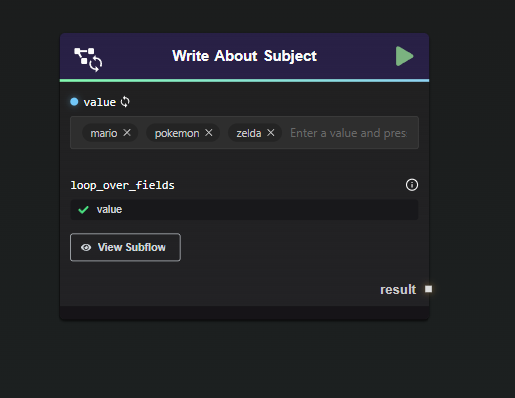 Write About Subject
value
mario × pokemon × zelda × Enter a value and pres
loop_over_fields
value
View Subflow
result